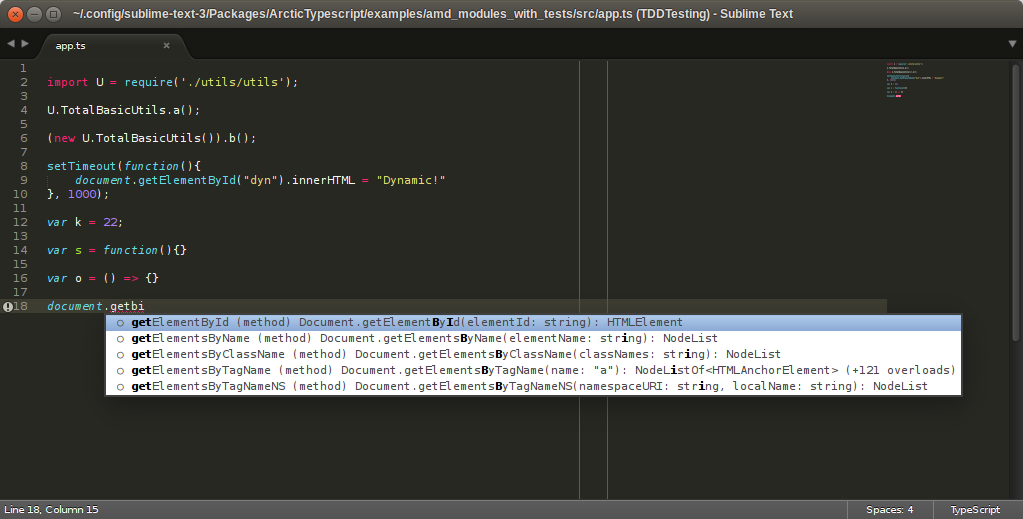 ~/.config/sublime-text-3/Packages/ArcticTypescript/examples/amd_modules_with_tests/src/app.ts (TDDTesting) - Sublime Text
app.ts ×
1
2 import U = require('./utils/utils');
3
4 U.TotalBasicUtils.a();
5
6 (new U.TotalBasicUtils()).b();
7
8 setTimeout(function(){
9     document.getElementById("dyn").innerHTML = "Dynamic!"
10 }, 1000);
11
12 var k = 22;
13
14 var s = function(){}
15
16 var o = () => {}
17
18 document.getbi
getElementById (method) Document.getElementById(elementId: string): HTMLElement
getElementsByName (method) Document.getElementsByName(elementName: string): NodeList
getElementsByClassName (method) Document.getElementsByClassName(classNames: string): NodeList
getElementsByTagName (method) Document.getElementsByTagName(name: "a"): NodeListOf<HTMLAnchorElement> (+121 overloads)
getElementsByTagNameNS (method) Document.getElementsByTagNameNS(namespaceURI: string, localName: string): NodeList
Line 18, Column 15 Spaces: 4 TypeScript